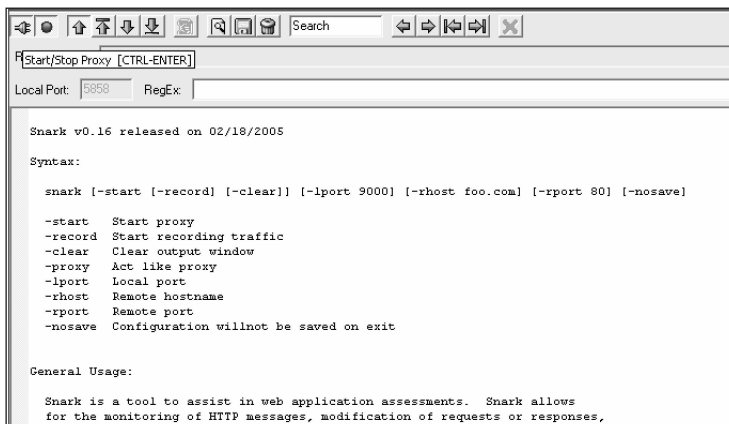 Search
Start/Stop Proxy [CTRL-ENTER]
Local Port: 5858 RegEx:
Snark v0.16 released on 02/18/2005
Syntax:
snark [-start [-record] [-clear]] [-lport 9000] [-rhost foo.com] [-rport 80] [-nosave]
-start Start proxy
-record Start recording traffic
-clear Clear output window
-proxy Act like proxy
-lport Local port
-rhost Remote hostname
-rport Remote port
-nosave Configuration willnot be saved on exit
General Usage:
Snark is a tool to assist in web application assessments. Snark allows
for the monitoring of HTTP messages, modification of requests or responses,